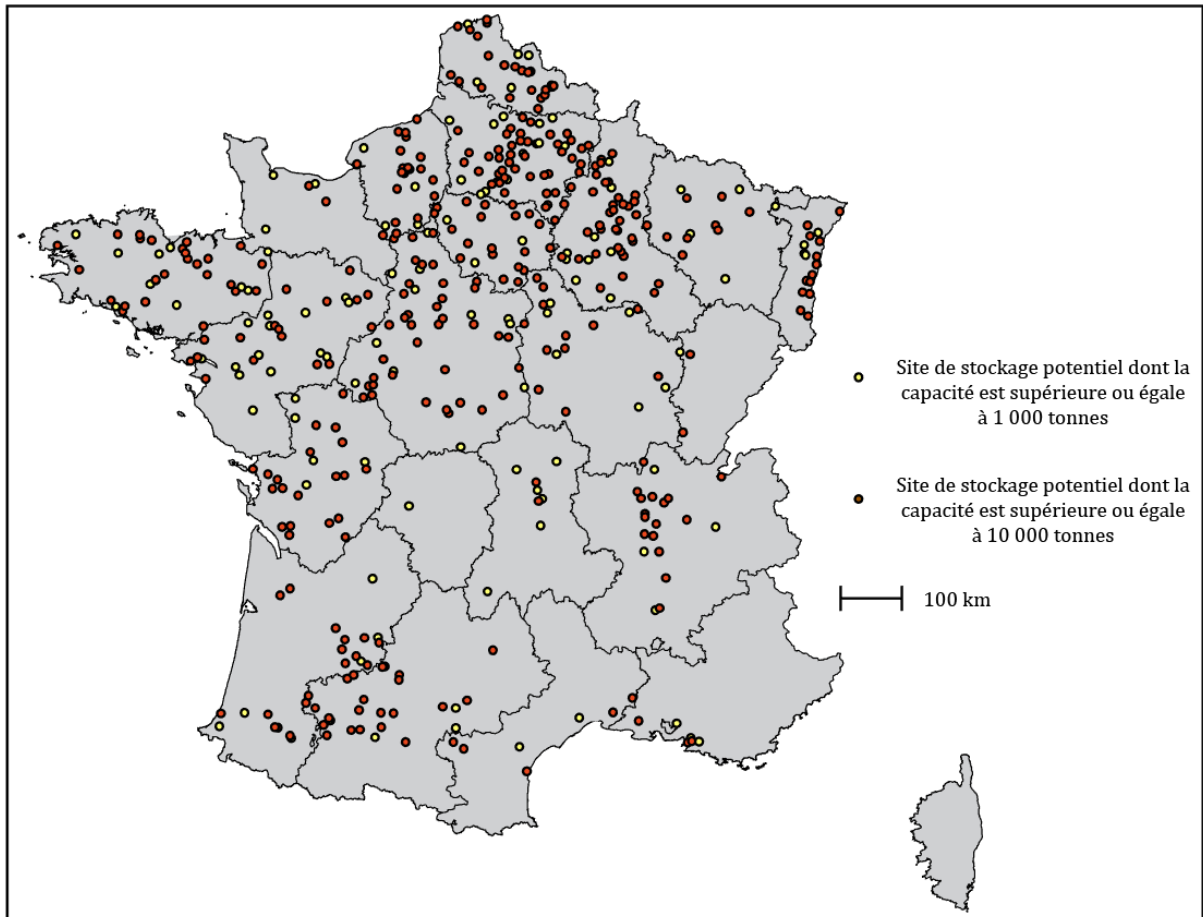 Site de stockage potentiel dont la
capacité est supérieure ou égale
à 1 000 tonnes
Site de stockage potentiel dont la
capacité est supérieure ou égale
à 10 000 tonnes
100 km